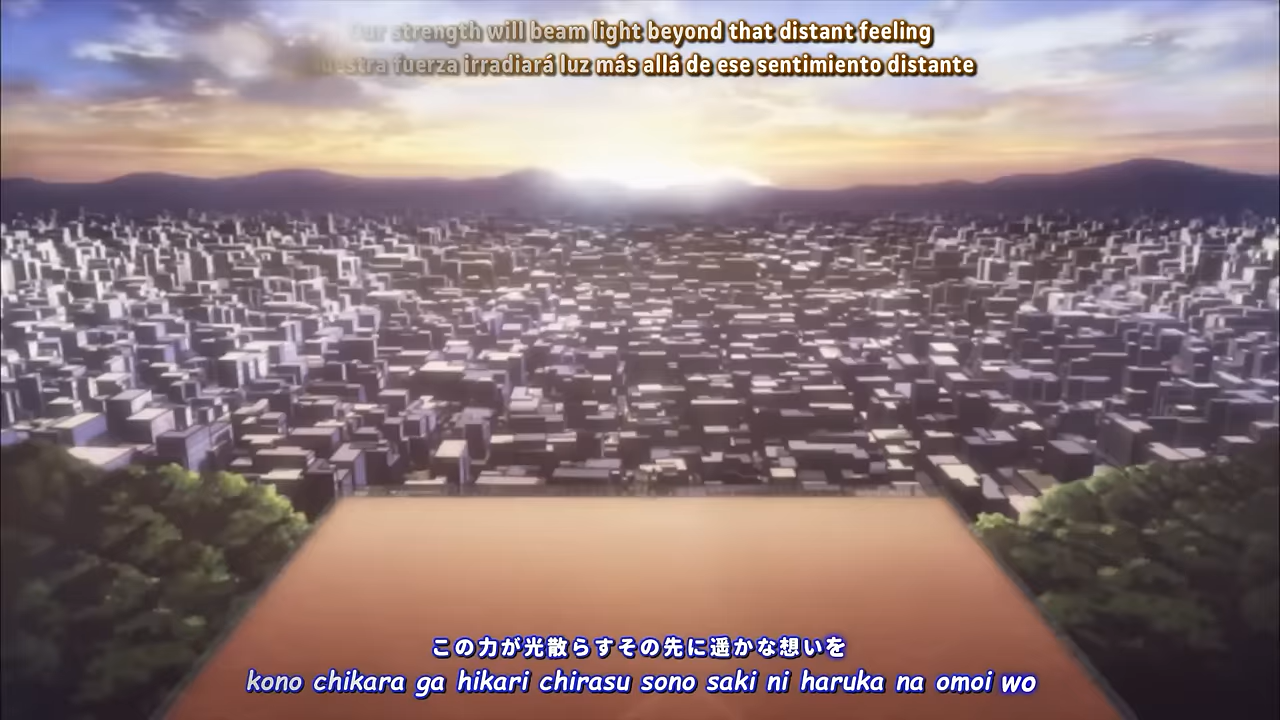 Our strength will beam light beyond that distant feeling
Nuestra fuerza irradiará luz más allá de ese sentimiento distante
この力が光散らすその先に遥かな想いを
kono chikara ga hikari chirasu sono saki ni haruka na omoi wo